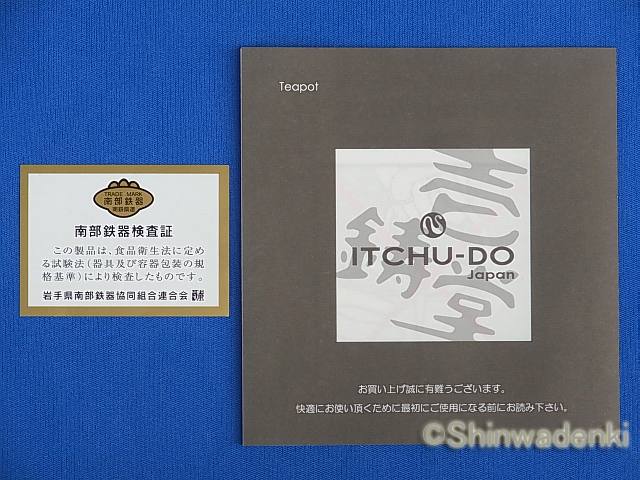 TRADE MARK
南部鉄器
南部鉄器検査証
この製品は、食品衛生法に定め
る試験法(器具及び容器包装の規
格基準)により検査したものです。
岩手県南部鉄器協同組合連合会
Teapot
ITCHU-DO
Japan
お買い上げ誠に有難うございます。
快適にお使い頂くために最初にご使用になる前にお読み下さい。
©Shinwadenki